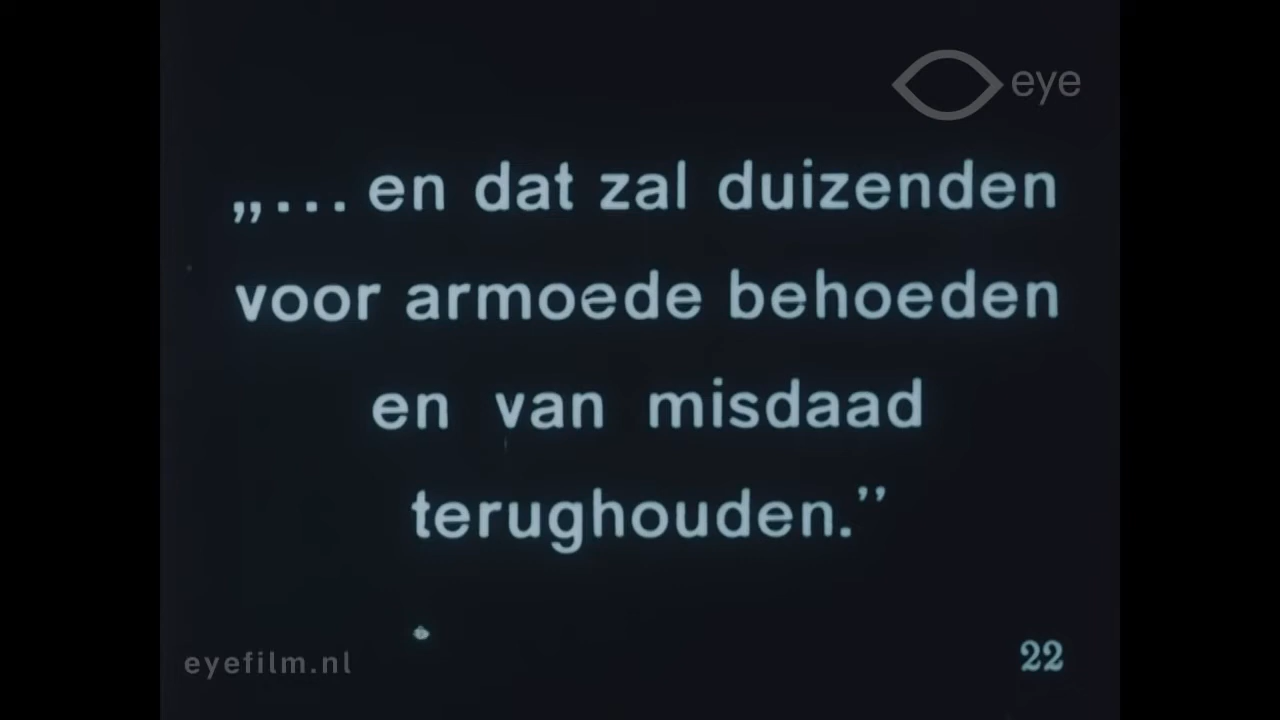 eye
„... en dat zal duizenden
voor armoede behoeden
en van misdaad
terughouden.”
eyefilm.nl
22